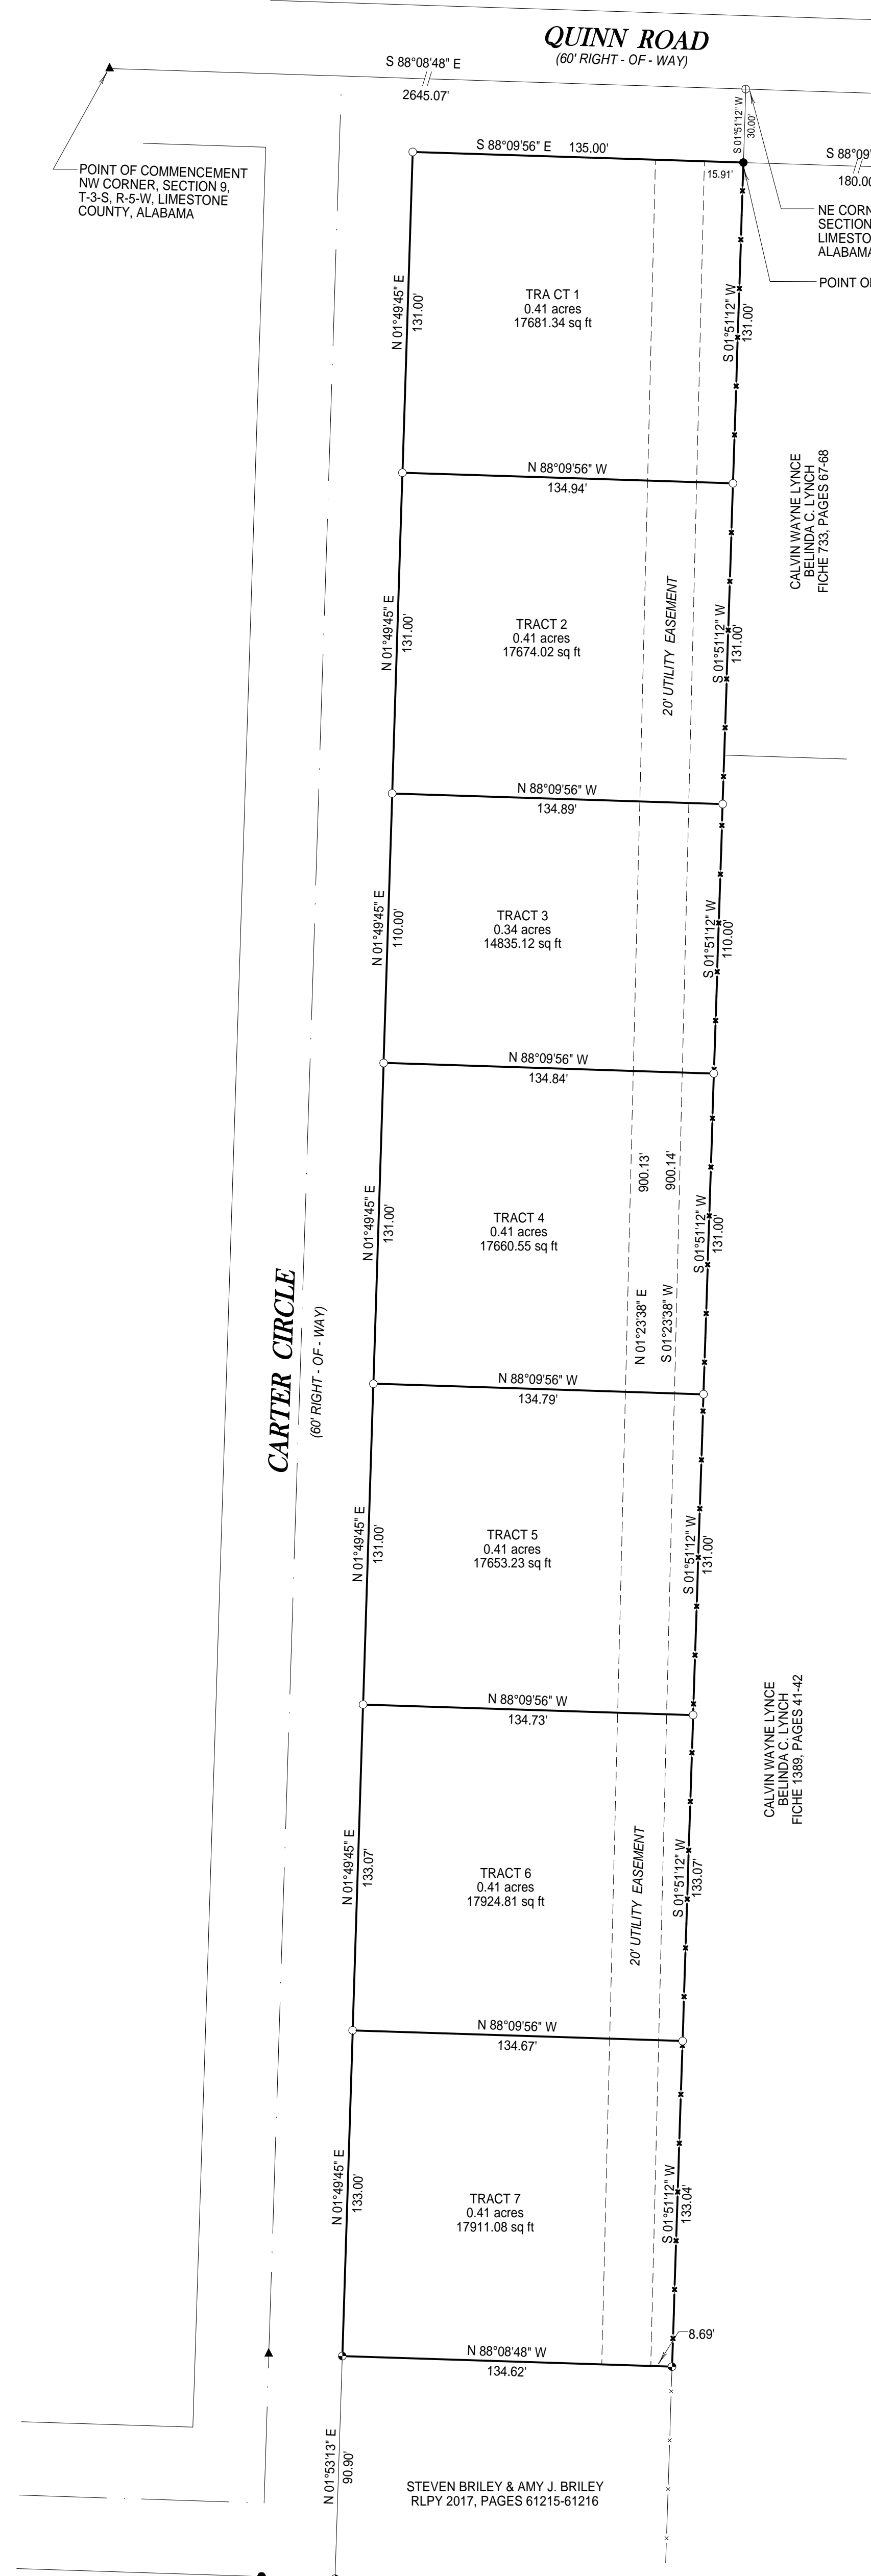 QUINN ROAD
(60' RIGHT - OF - WAY)
S 88°08'48" E
2645.07'
S 01°51'12" W
30.00'
POINT OF COMMENCEMENT
NW CORNER, SECTION 9,
T-3-S, R-5-W, LIMESTONE
COUNTY, ALABAMA
S 88°09'56" E 135.00'
15.91'
S 88°09'
180.00
NE CORN
SECTION
LIMESTO
ALABAMA
POINT O
N 01°49'45" E
131.00'
TRA CT 1
0.41 acres
17681.34 sq ft
S 01°51'12" W
131.00'
N 88°09'56" W
134.94'
CALVIN WAYNE LYNCE
BELINDA C. LYNCH
FICHE 733, PAGES 67-68
N 01°49'45" E
131.00'
TRACT 2
0.41 acres
17674.02 sq ft
20' UTILITY EASEMENT
S 01°51'12" W
131.00'
N 88°09'56" W
134.89'
N 01°49'45" E
110.00'
TRACT 3
0.34 acres
14835.12 sq ft
S 01°51'12" W
110.00'
N 88°09'56" W
134.84'
N 01°49'45" E
131.00'
TRACT 4
0.41 acres
17660.55 sq ft
900.13'
900.14'
N 01°23'38" E
S 01°23'38" W
S 01°51'12" W
131.00'
CARTER CIRCLE
(60' RIGHT - OF - WAY)
N 88°09'56" W
134.79'
N 01°49'45" E
131.00'
TRACT 5
0.41 acres
17653.23 sq ft
S 01°51'12" W
131.00'
N 88°09'56" W
134.73'
CALVIN WAYNE LYNCE
BELINDA C. LYNCH
FICHE 1389, PAGES 41-42
N 01°49'45" E
133.07'
TRACT 6
0.41 acres
17924.81 sq ft
20' UTILITY EASEMENT
S 01°51'12" W
133.07'
N 88°09'56" W
134.67'
N 01°49'45" E
133.00'
TRACT 7
0.41 acres
17911.08 sq ft
S 01°51'12" W
133.04'
8.69'
N 88°08'48" W
134.62'
N 01°53'13" E
90.90'
STEVEN BRILEY & AMY J. BRILEY
RLPY 2017, PAGES 61215-61216